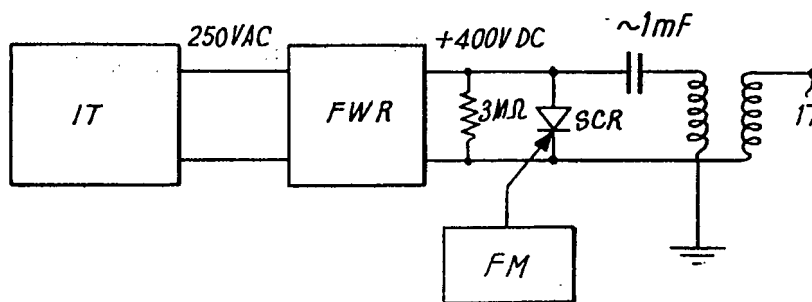 250VAC
+400V DC
~1mF
IT
FWR
3MΩ
SCR
FM